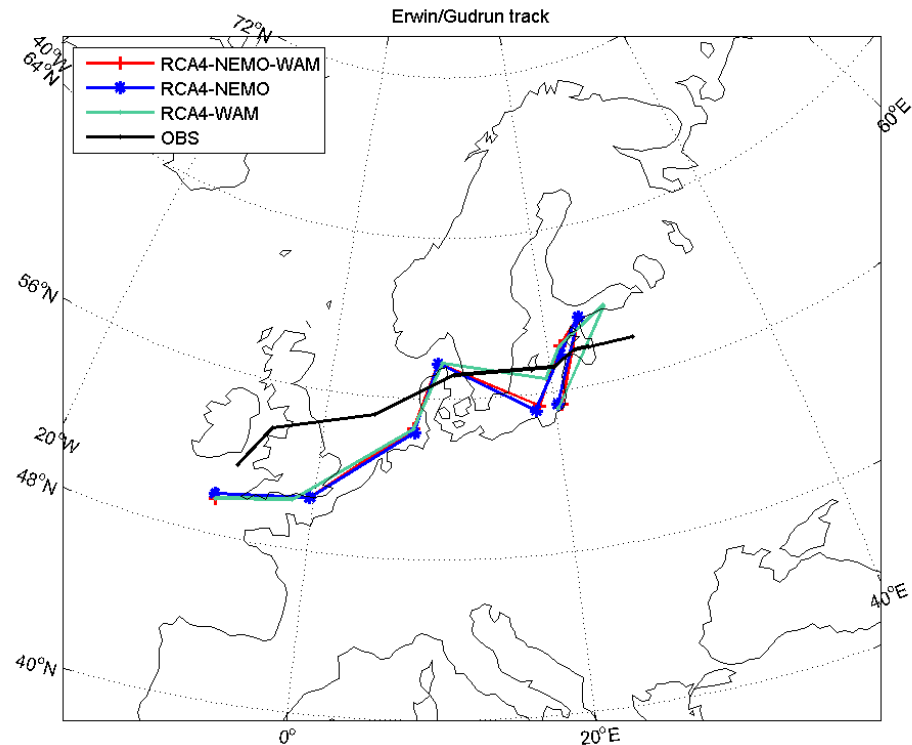 Erwin/Gudrun track
72°N
40°W
64°N
RCA4-NEMO-WAM
RCA4-NEMO
RCA4-WAM
OBS
60°E
56°N
20°W
48°N
40°E
40°N
0°
20°E